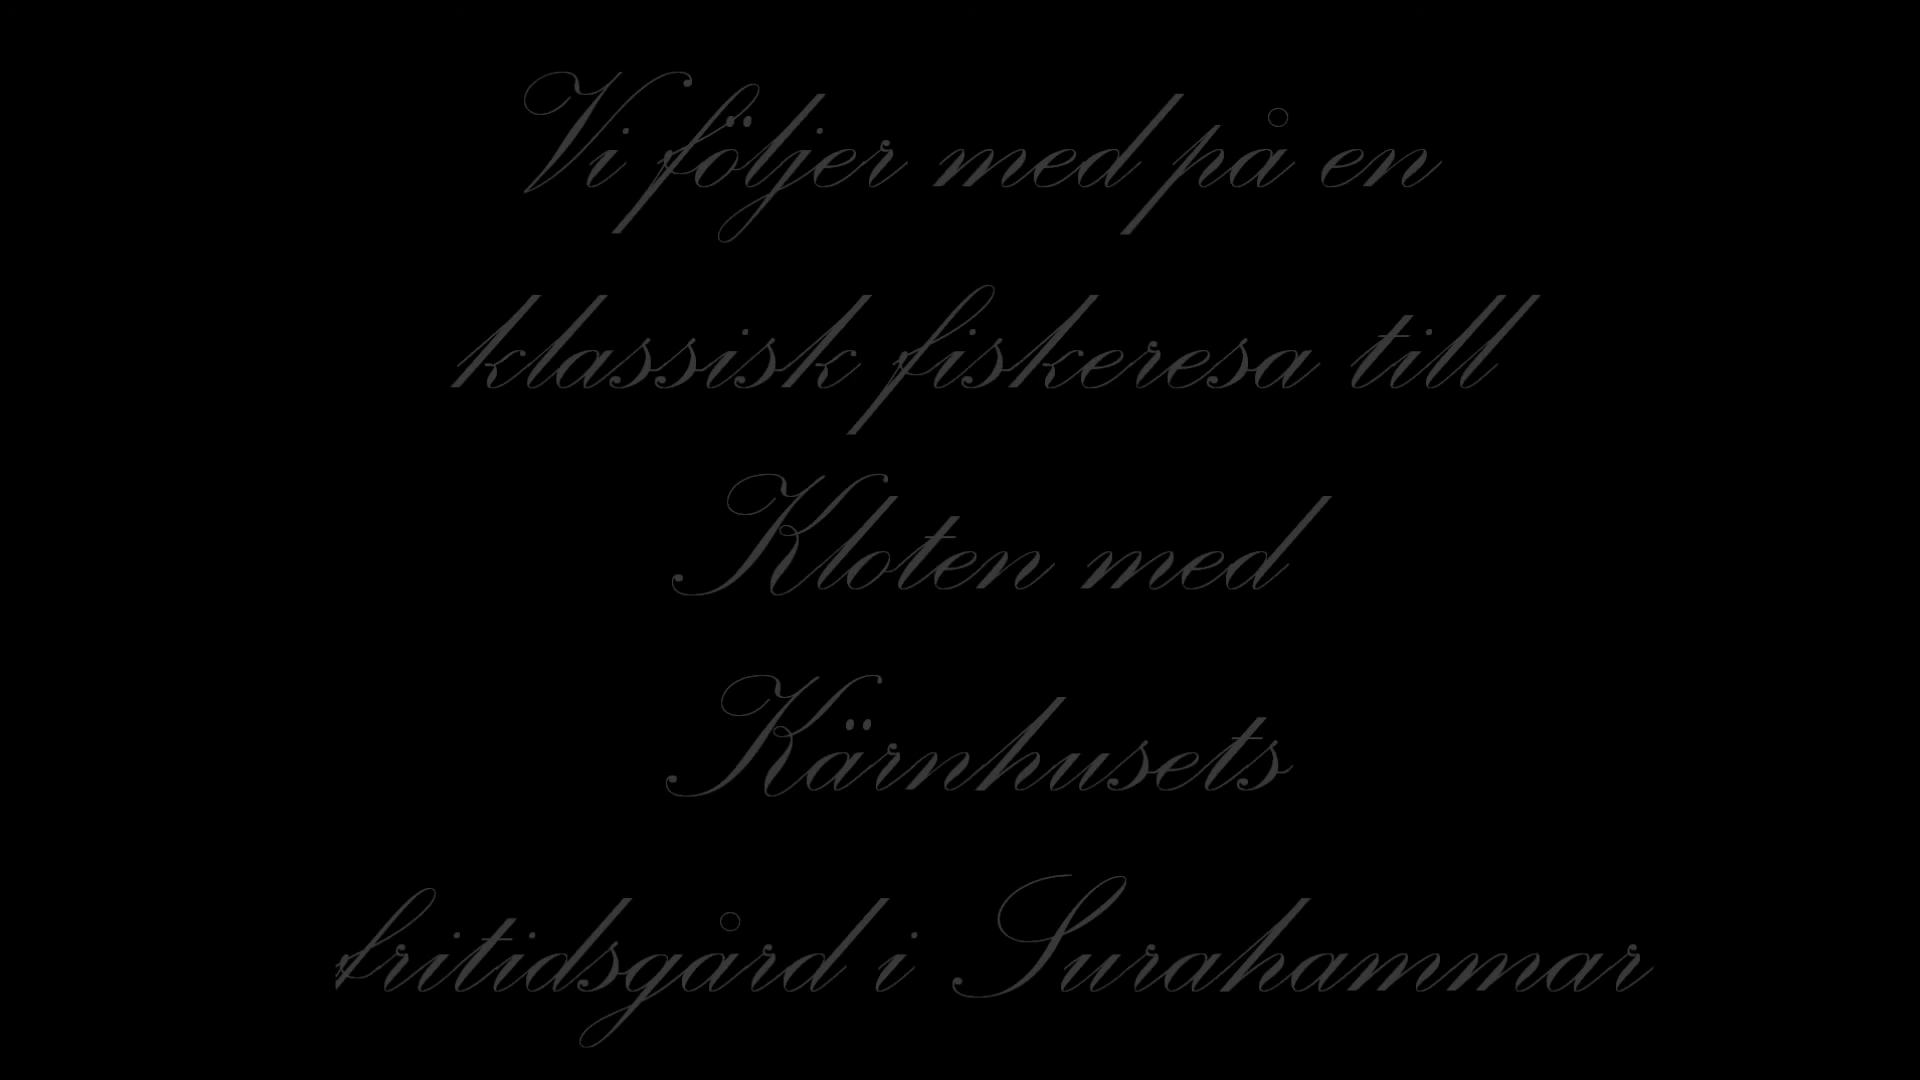 Vi följer med på en
klassisk fiskeresa till
Kloten med
Kärnhusets
fritidsgård i Surahammar